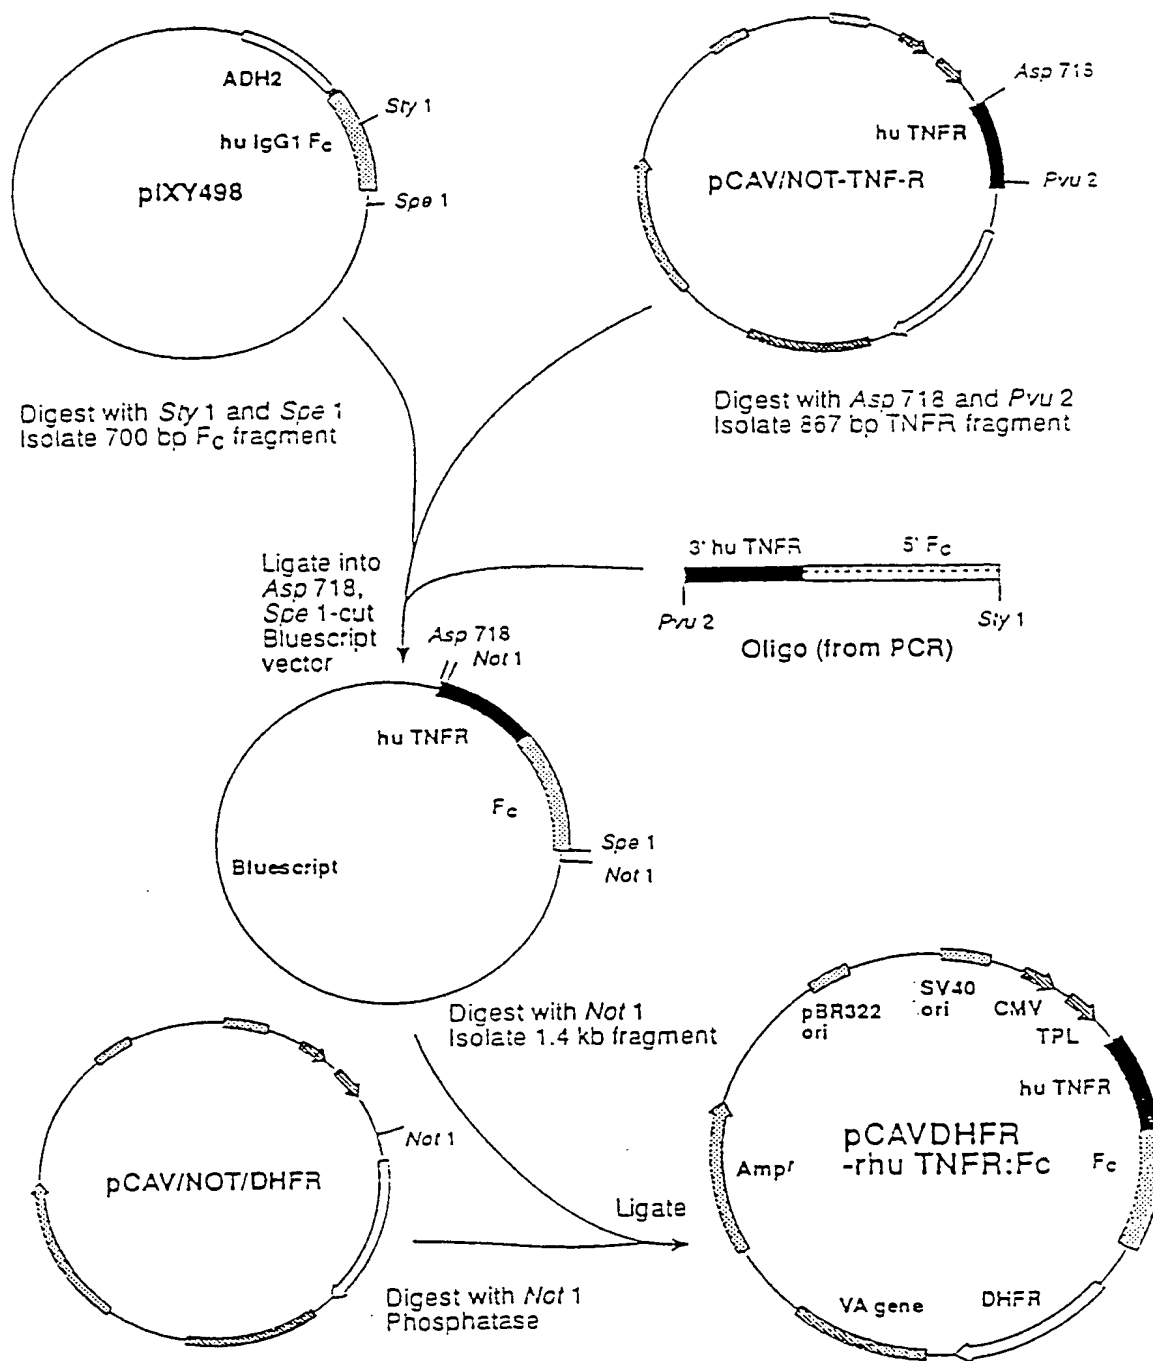 ADH2
Sty 1
hu IgG1 Fc
pIXY498
Spe 1
Asp 718
hu TNFR
pCAV/NOT-TNF-R
Pvu 2
Digest with Sty 1 and Spe 1
Isolate 700 bp Fc fragment
Digest with Asp 718 and Pvu 2
Isolate 867 bp TNFR fragment
3' hu TNFR
5' Fc
Pvu 2
Sty 1
Oligo (from PCR)
Ligate into
Asp 718,
Spe 1-cut
Bluescript
vector
Asp 718
Not 1
hu TNFR
Fc
Spe 1
Not 1
Bluescript
Digest with Not 1
Isolate 1.4 kb fragment
Not 1
pCAV/NOT/DHFR
Digest with Not 1
Phosphatase
Ligate
pBR322
ori
SV40
ori
CMV
TPL
hu TNFR
pCAVDHFR
-rhu TNFR:Fc
Fc
Ampr
VA gene
DHFR